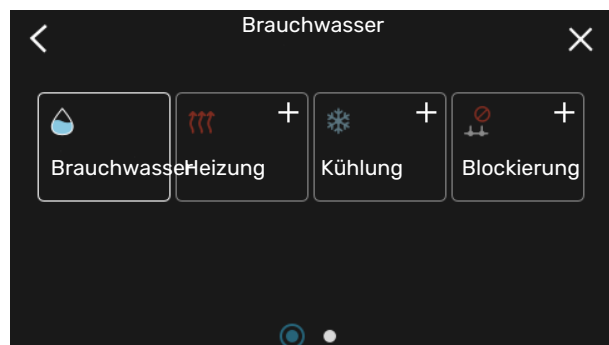 Brauchwasser
Brauchwasser
Heizung
Kühlung
Blockierung